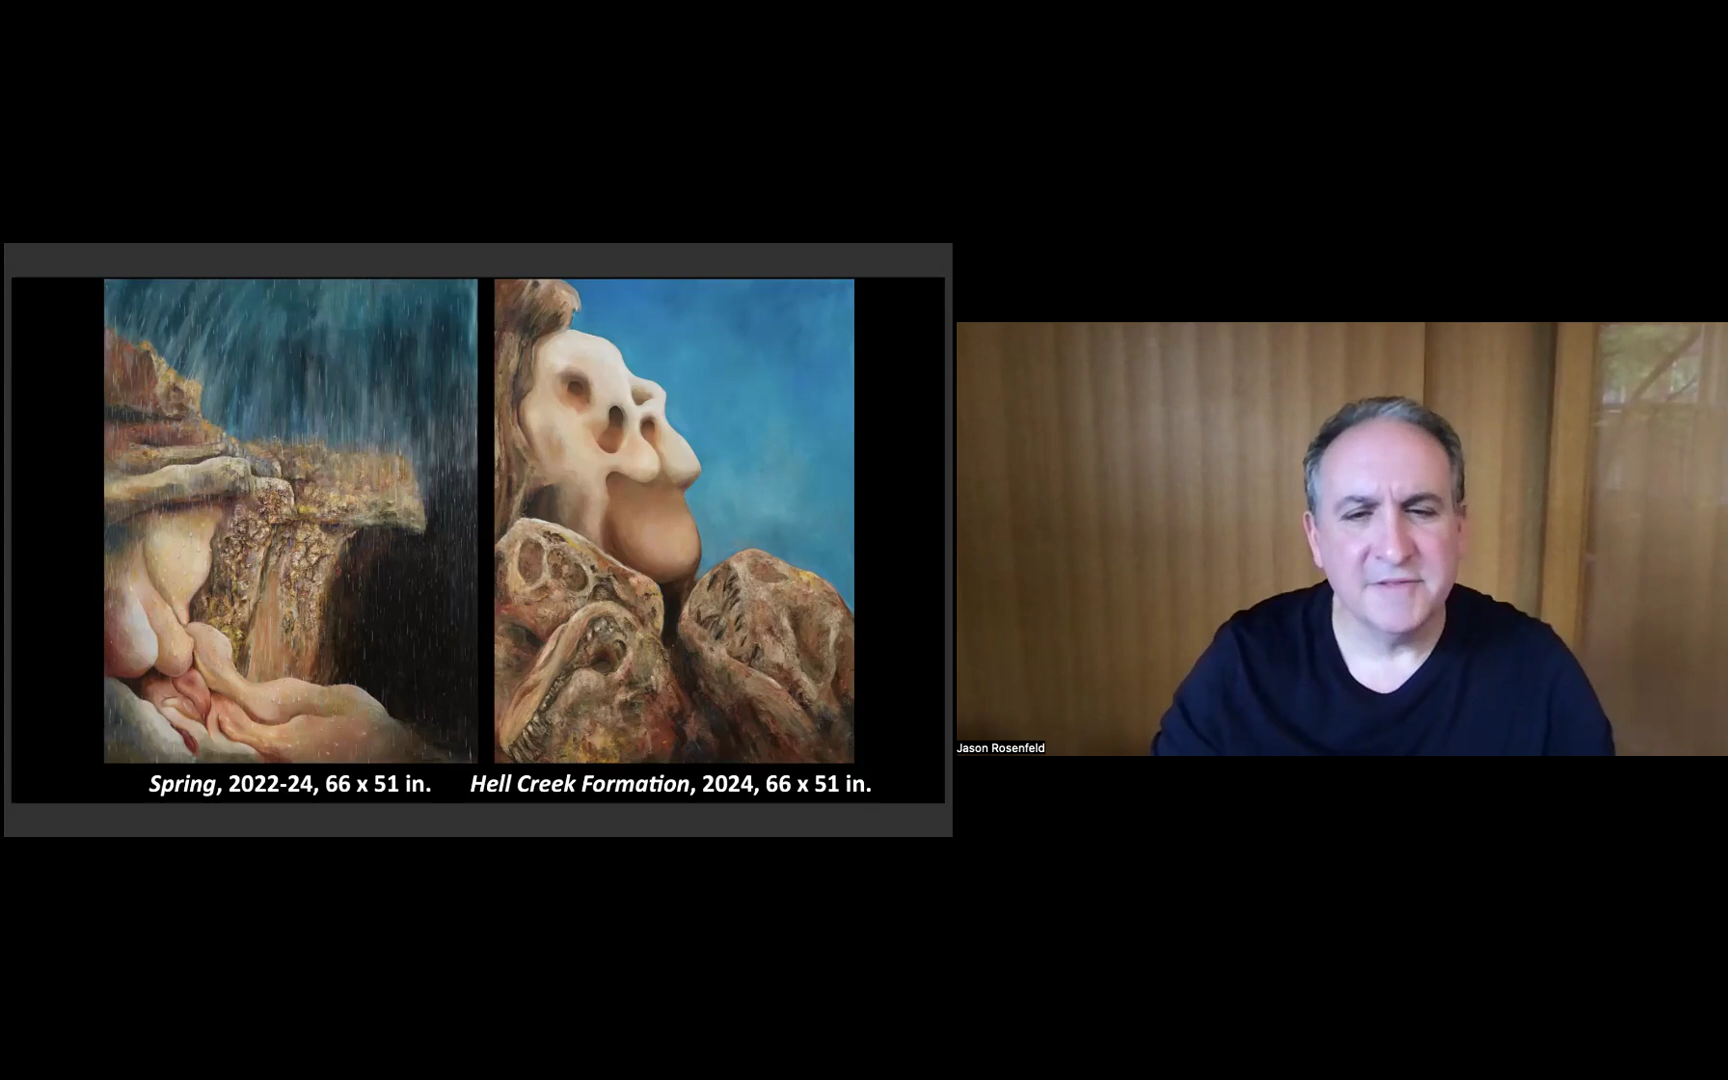 Spring, 2022-24, 66 x 51 in.
Hell Creek Formation, 2024, 66 x 51 in.
Jason Rosenfeld